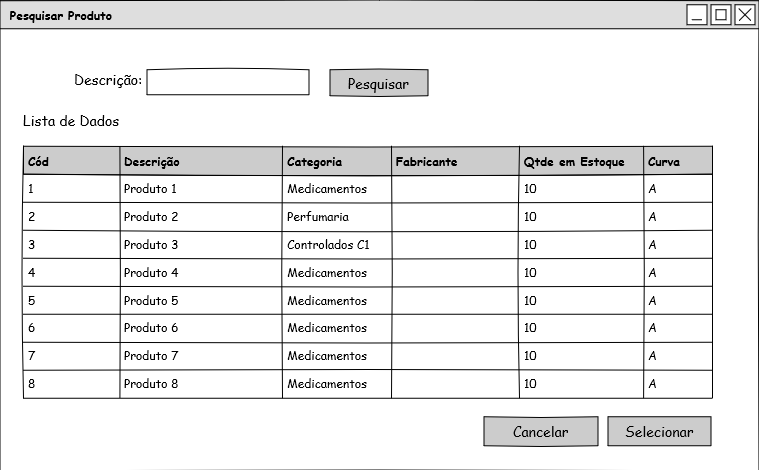 Pesquisar Produto
Descrição: Pesquisar
Lista de Dados
Cód Descrição Categoria Fabricante Qtde em Estoque Curva
1 Produto 1 Medicamentos 10 A
2 Produto 2 Perfumaria 10 A
3 Produto 3 Controlados C1 10 A
4 Produto 4 Medicamentos 10 A
5 Produto 5 Medicamentos 10 A
6 Produto 6 Medicamentos 10 A
7 Produto 7 Medicamentos 10 A
8 Produto 8 Medicamentos 10 A
Cancelar Selecionar